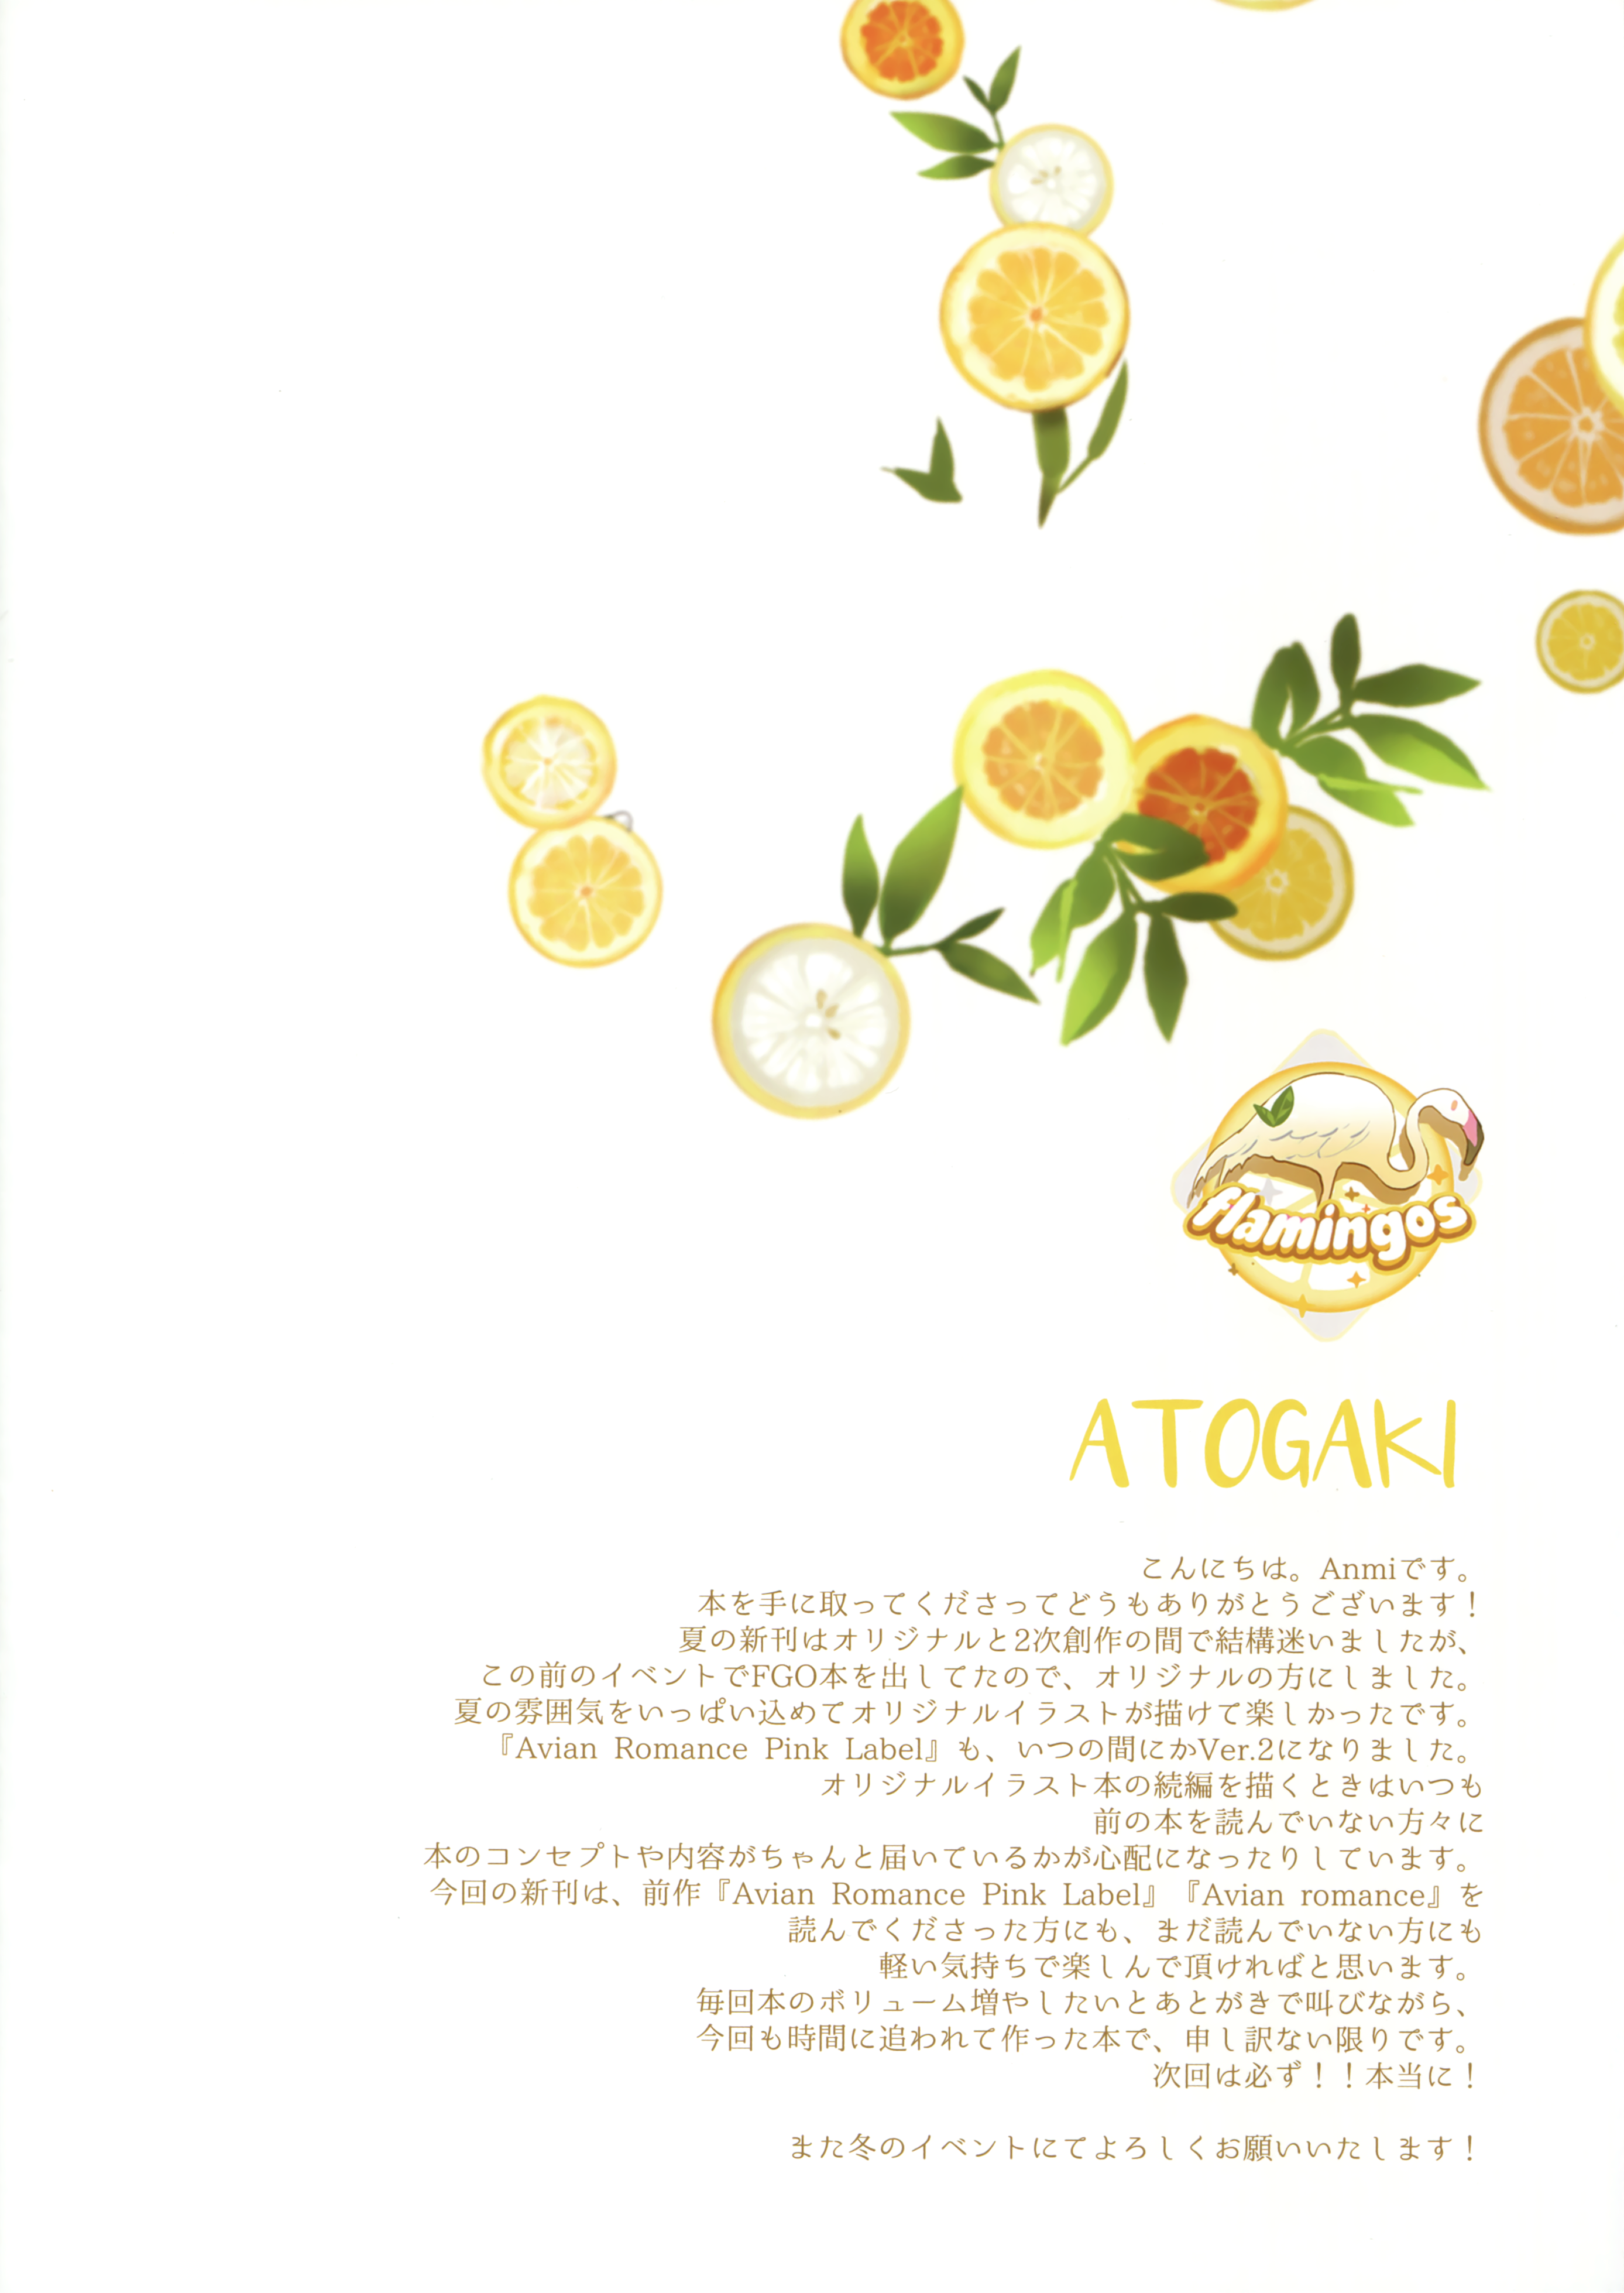 flamingos
ATOGAKI
こんにちは。Anmiです。
本を手に取ってくださってどうもありがとうございます！
夏の新刊はオリジナルと2次創作の間で結構迷いましたが、
この前のイベントでFGO本を出してたので、オリジナルの方にしました。
夏の雰囲気をいっぱい込めてオリジナルイラストが描けて楽しかったです。
『Avian Romance Pink Label』も、いつの間にかVer.2になりました。
オリジナルイラスト本の続編を描くときはいつも
前の本を読んでいない方々に
本のコンセプトや内容がちゃんと届いているかが心配になったりしています。
今回の新刊は、前作『Avian Romance Pink Label』『Avian romance』を
読んでくださった方にも、まだ読んでいない方にも
軽い気持ちで楽しんで頂ければと思います。
毎回本のボリューム増やしたいとあとがきで叫びながら、
今回も時間に追われて作った本で、申し訳ない限りです。
次回は必ず！！本当に！
また冬のイベントにてよろしくお願いいたします！